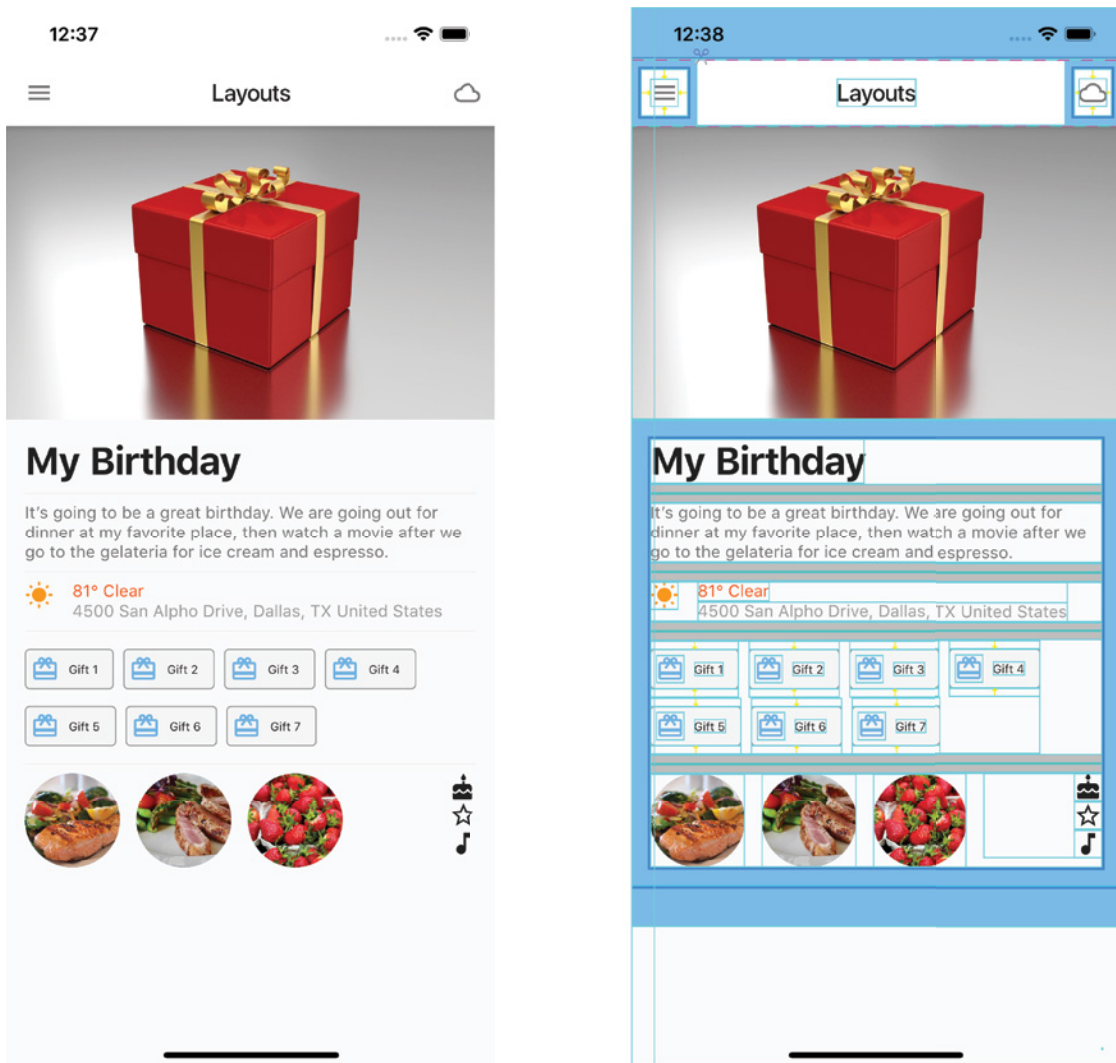 12:37
Layouts
My Birthday
It's going to be a great birthday. We are going out for
dinner at my favorite place, then watch a movie after we
go to the gelateria for ice cream and espresso.
81° Clear
4500 San Alpho Drive, Dallas, TX United States
Gift 1 Gift 2 Gift 3 Gift 4
Gift 5 Gift 6 Gift 7
12:38
Layouts
My Birthday
It's going to be a great birthday. We are going out for
dinner at my favorite place, then watch a movie after we
go to the gelateria for ice cream and espresso.
81° Clear
4500 San Alpho Drive, Dallas, TX United States
Gift 1 Gift 2 Gift 3 Gift 4
Gift 5 Gift 6 Gift 7